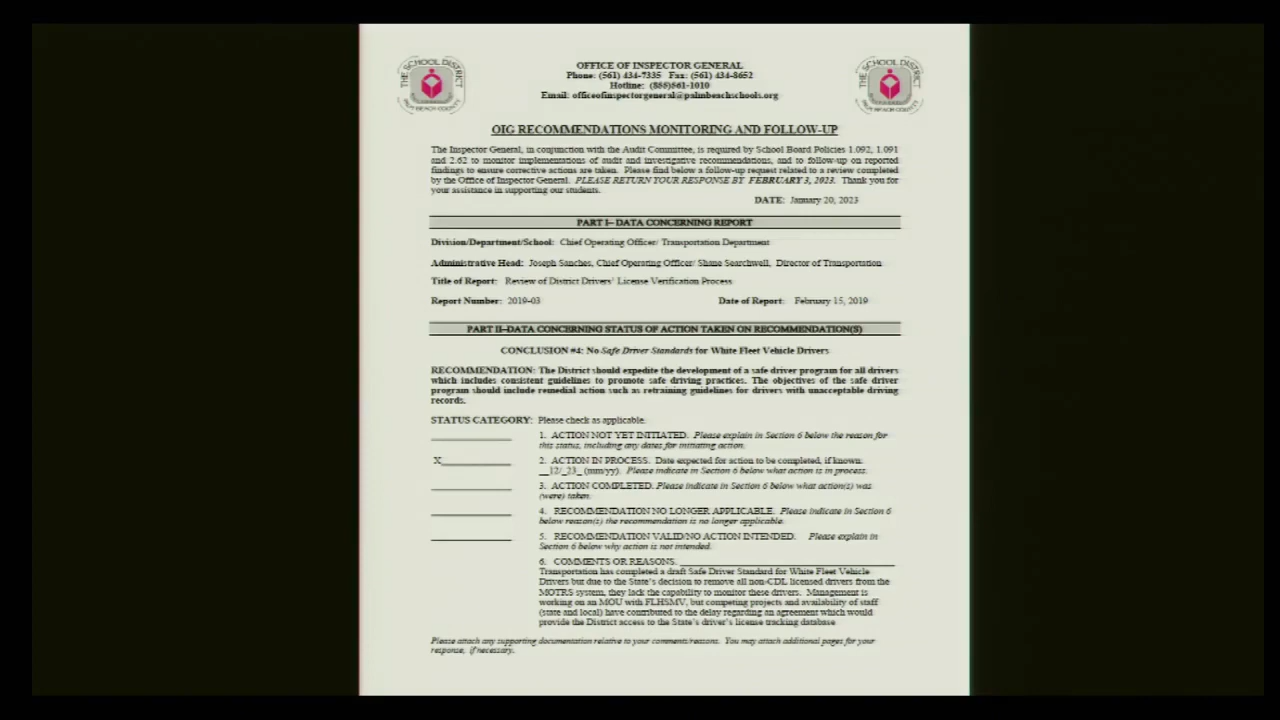 THE SCHOOL DISTRICT
PALM BEACH COUNTY
OFFICE OF INSPECTOR GENERAL
Phone: (561) 434-7335 Fax: (561) 434-8652
Hotline: (855)561-1010
Email: officeofinspectorgeneral@palmbeachschools.org
THE SCHOOL DISTRICT
PALM BEACH COUNTY
OIG RECOMMENDATIONS MONITORING AND FOLLOW-UP
The Inspector General, in conjunction with the Audit Committee, is required by School Board Policies 1.092, 1.091
and 2.62 to monitor implementations of audit and investigative recommendations, and to follow-up on reported
findings to ensure corrective actions are taken. Please find below a follow-up request related to a review completed
by the Office of Inspector General. PLEASE RETURN YOUR RESPONSE BY FEBRUARY 3, 2023. Thank you for
your assistance in supporting our students.
DATE: January 20, 2023
PART I– DATA CONCERNING REPORT
Division/Department/School: Chief Operating Officer/ Transportation Department
Administrative Head: Joseph Sanches, Chief Operating Officer/ Shane Searchwell, Director of Transportation
Title of Report: Review of District Drivers' License Verification Process
Report Number: 2019-03 Date of Report: February 15, 2019
PART II–DATA CONCERNING STATUS OF ACTION TAKEN ON RECOMMENDATION(S)
CONCLUSION #4: No Safe Driver Standards for White Fleet Vehicle Drivers
RECOMMENDATION: The District should expedite the development of a safe driver program for all drivers
which includes consistent guidelines to promote safe driving practices. The objectives of the safe driver
program should include remedial action such as retraining guidelines for drivers with unacceptable driving
records.
STATUS CATEGORY: Please check as applicable.
__________ 1. ACTION NOT YET INITIATED. Please explain in Section 6 below the reason for
this status, including any dates for initiating action.
X__________ 2. ACTION IN PROCESS. Date expected for action to be completed, if known:
__12/_23_ (mm/yy). Please indicate in Section 6 below what action is in process.
__________ 3. ACTION COMPLETED. Please indicate in Section 6 below what action(s) was
(were) taken.
__________ 4. RECOMMENDATION NO LONGER APPLICABLE. Please indicate in Section 6
below reason(s) the recommendation is no longer applicable.
__________ 5. RECOMMENDATION VALID/NO ACTION INTENDED. Please explain in
Section 6 below why action is not intended.
6. COMMENTS OR REASONS. __________
Transportation has completed a draft Safe Driver Standard for White Fleet Vehicle
Drivers but due to the State's decision to remove all non-CDL licensed drivers from the
MOTRS system, they lack the capability to monitor these drivers. Management is
working on an MOU with FLHSMV, but competing projects and availability of staff
(state and local) have contributed to the delay regarding an agreement which would
provide the District access to the State's driver's license tracking database
Please attach any supporting documentation relative to your comments/reasons. You may attach additional pages for your
response, if necessary.